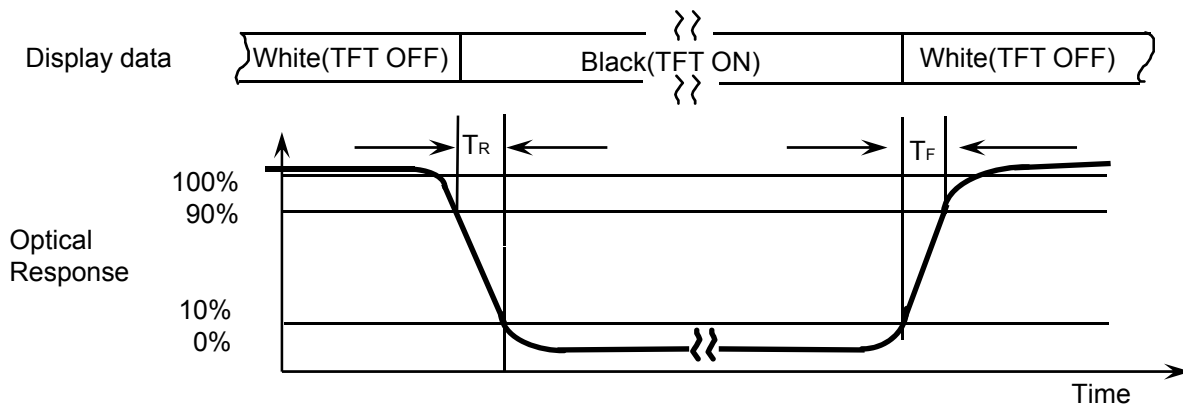 Display data
White(TFT OFF)
Black(TFT ON)
White(TFT OFF)
TR
TF
100%
90%
Optical
Response
10%
0%
Time